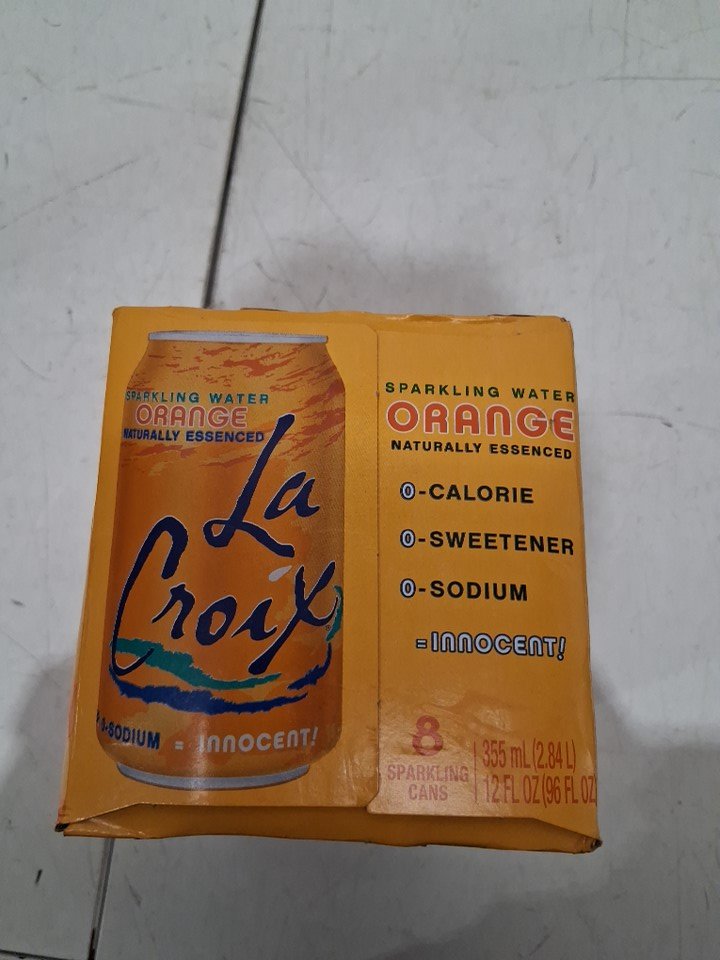 SPARKLING WATER
ORANGE
NATURALLY ESSENCED
La
Croix
-SODIUM = INNOCENT!
SPARKLING WATER
ORANGE
NATURALLY ESSENCED
0-CALORIE
0-SWEETENER
0-SODIUM
= INNOCENT!
8
SPARKLING
CANS
355 mL (2.84 L)
12 FL OZ (96 FL OZ